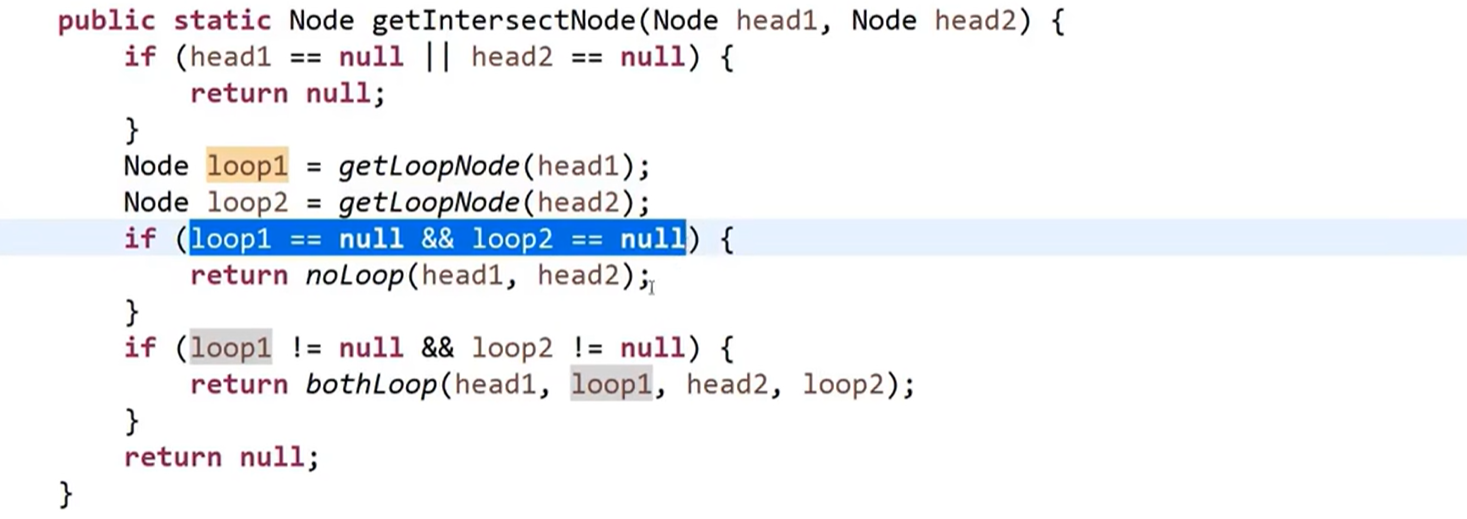 public static Node getIntersectNode(Node head1, Node head2) {
if (head1 == null || head2 == null) {
return null;
}
Node loop1 = getLoopNode(head1);
Node loop2 = getLoopNode(head2);
if (loop1 == null && loop2 == null) {
return noLoop(head1, head2);
}
if (loop1 != null && loop2 != null) {
return bothLoop(head1, loop1, head2, loop2);
}
return null;
}